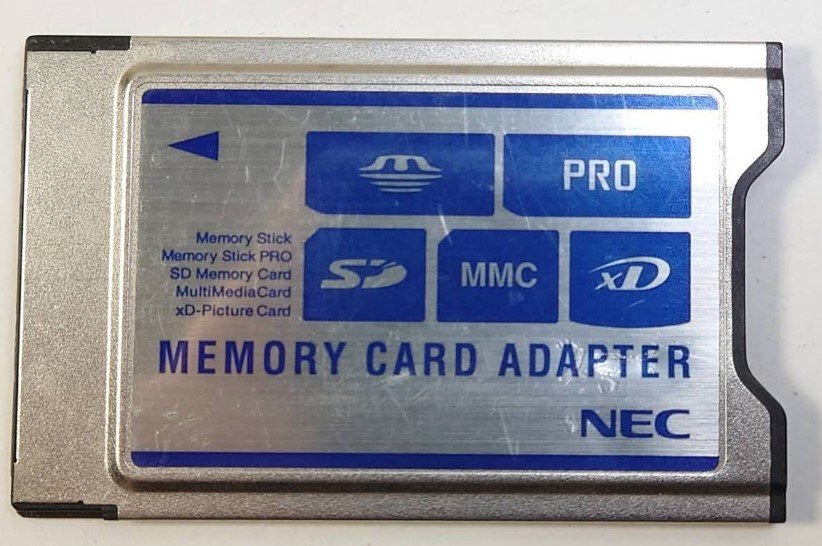 PRO
Memory Stick
Memory Stick PRO
SD Memory Card
MultiMediaCard
xD-Picture Card
SD
MMC
xD
MEMORY CARD ADAPTER
NEC